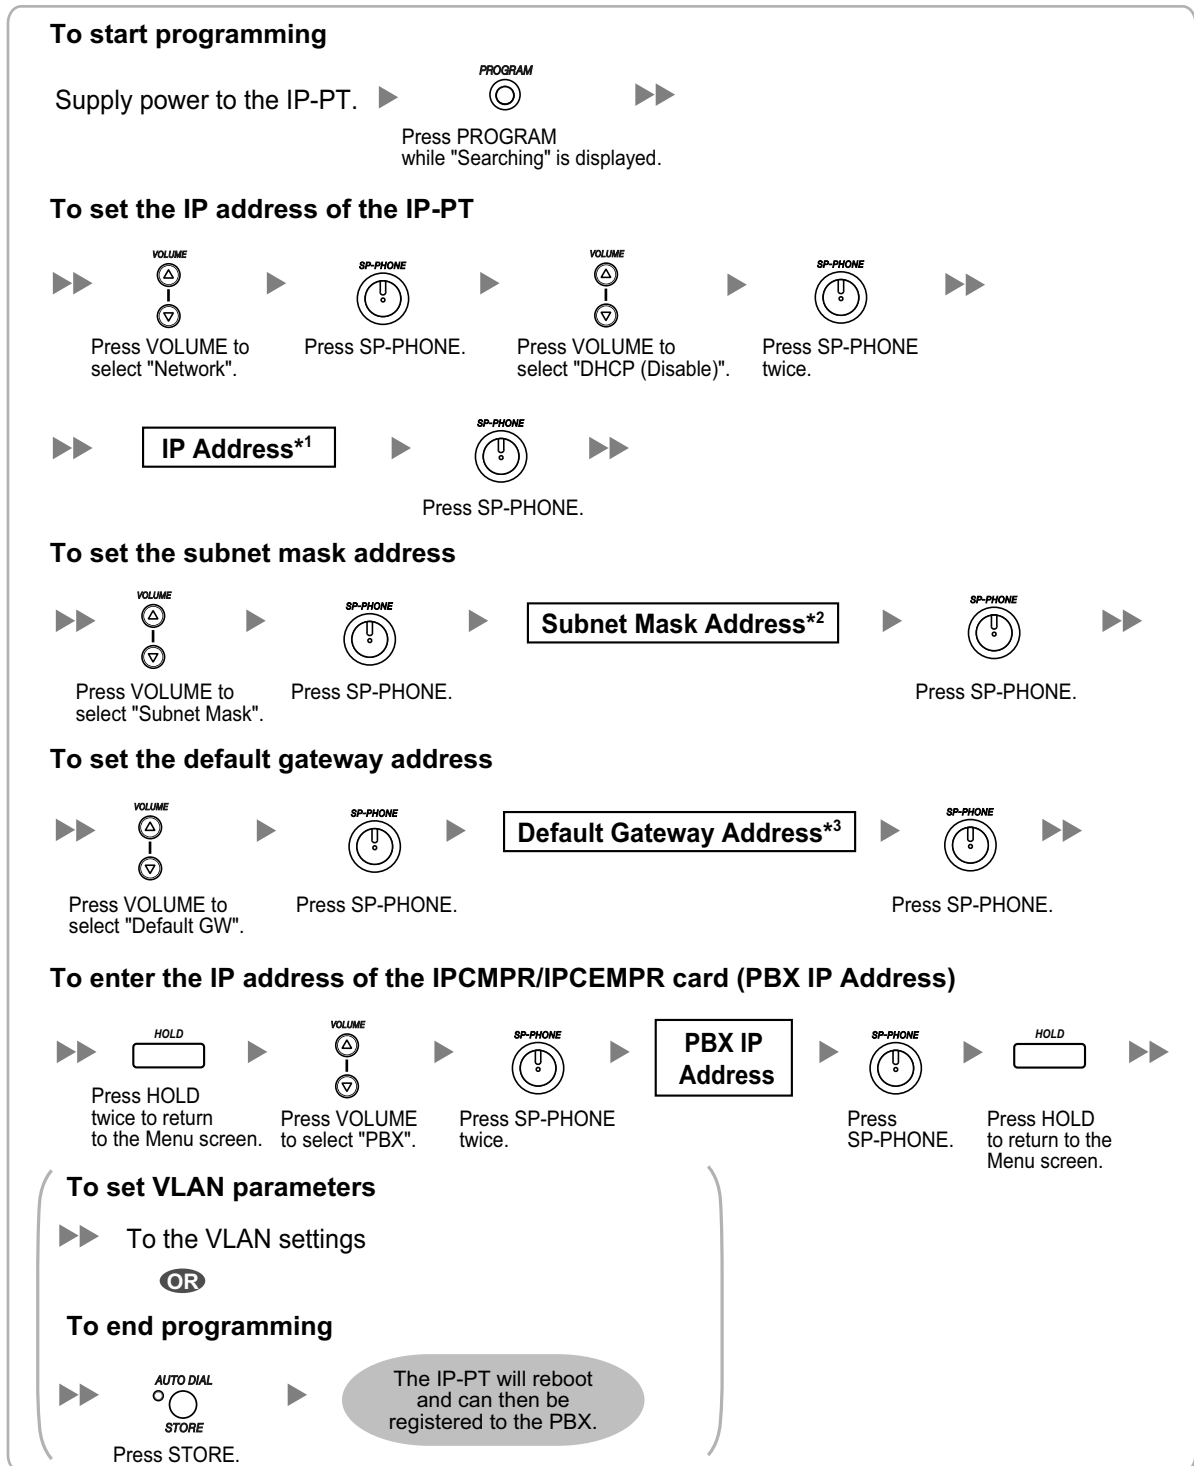 To start programming
PROGRAM
Supply power to the IP-PT.
Press PROGRAM
while "Searching" is displayed.
To set the IP address of the IP-PT
VOLUME
SP-PHONE
VOLUME
SP-PHONE
Press VOLUME to
select "Network".
Press SP-PHONE.
Press VOLUME to
select "DHCP (Disable)".
Press SP-PHONE
twice.
IP Address*1
SP-PHONE
Press SP-PHONE.
To set the subnet mask address
VOLUME
SP-PHONE
Subnet Mask Address*2
SP-PHONE
Press VOLUME to
select "Subnet Mask".
Press SP-PHONE.
Press SP-PHONE.
To set the default gateway address
VOLUME
SP-PHONE
Default Gateway Address*3
SP-PHONE
Press VOLUME to
select "Default GW".
Press SP-PHONE.
Press SP-PHONE.
To enter the IP address of the IPCMPR/IPCEMPR card (PBX IP Address)
HOLD
VOLUME
SP-PHONE
PBX IP
Address
SP-PHONE
HOLD
Press HOLD
twice to return
to the Menu screen.
Press VOLUME
to select "PBX".
Press SP-PHONE
twice.
Press
SP-PHONE.
Press HOLD
to return to the
Menu screen.
To set VLAN parameters
To the VLAN settings
OR
To end programming
AUTO DIAL
STORE
Press STORE.
The IP-PT will reboot
and can then be
registered to the PBX.